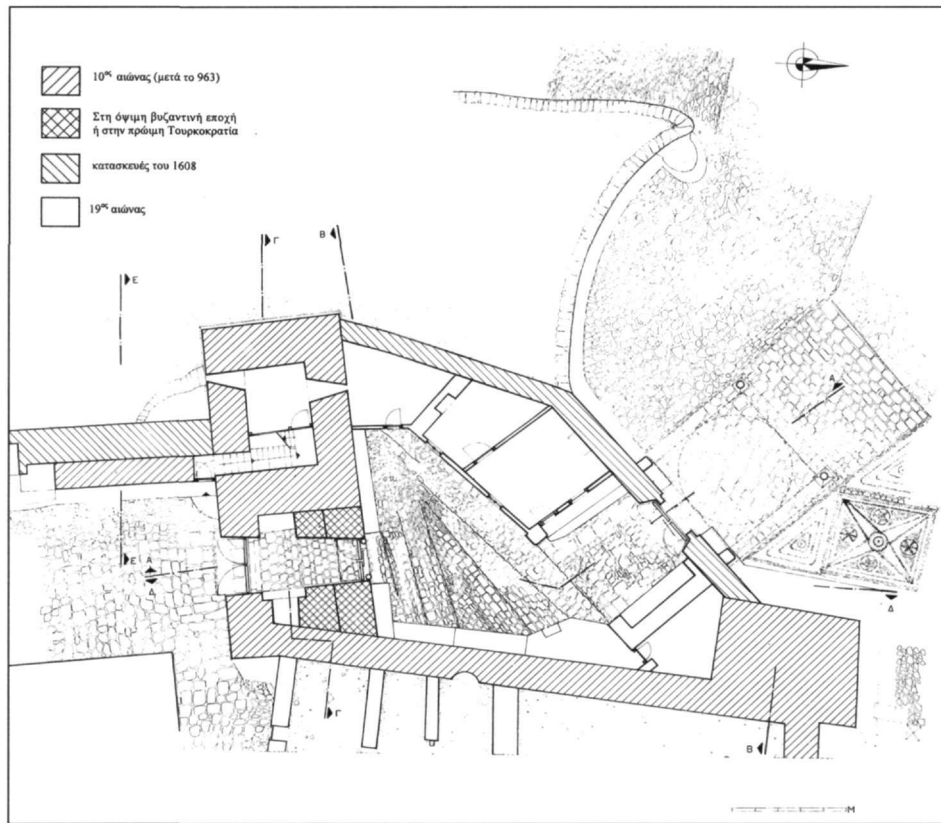 10ος αιώνας (μετά το 963)
Στη όψιμη βυζαντινή εποχή
ή στην πρώιμη Τουρκοκρατία
κατασκευές του 1608
19ος αιώνας
Γ
Β
Ε
Α
Ε
Α
Δ
Δ
Γ
Β
Μ